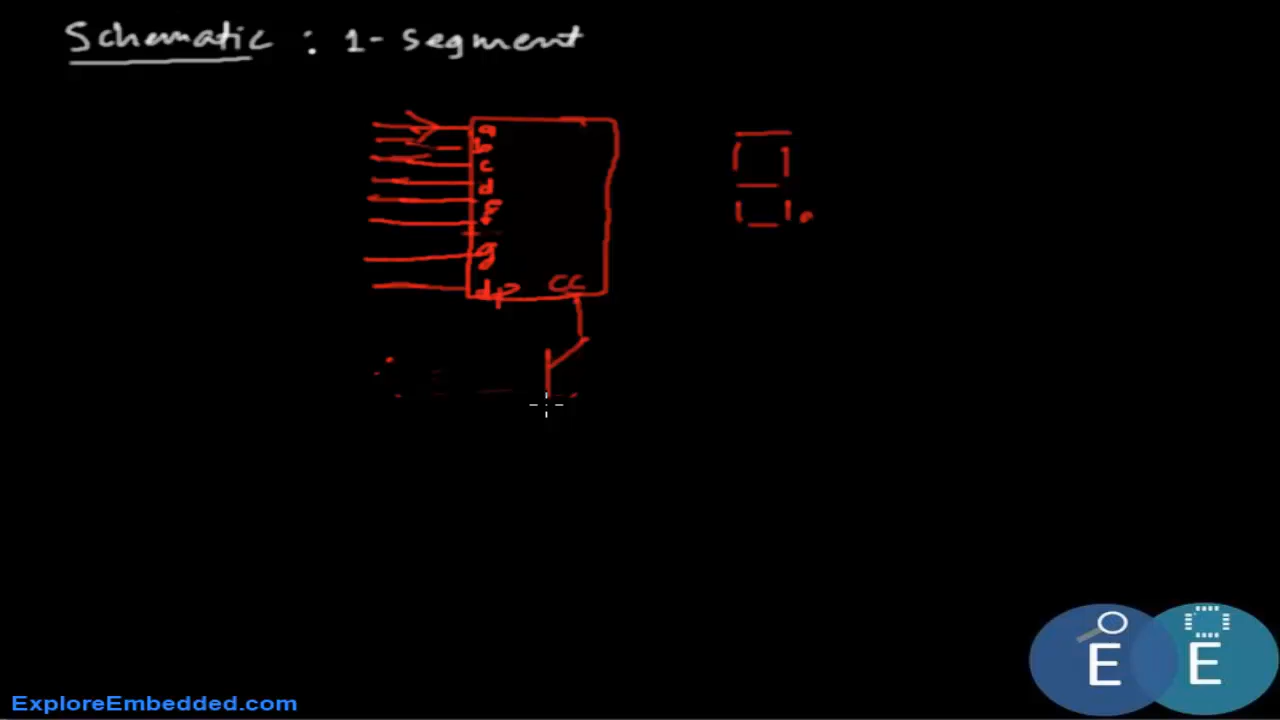 Schematic : 1- segment
a
b
c
d
f
g
dp CC
E E
ExploreEmbedded.com